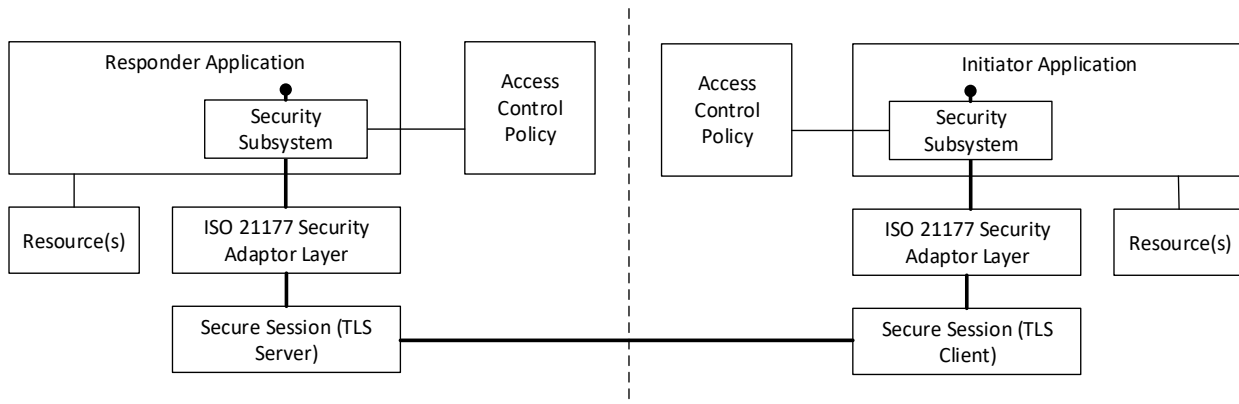 Responder Application
Security
Subsystem
Access
Control
Policy
Resource(s)
ISO 21177 Security
Adaptor Layer
Secure Session (TLS
Server)
Access
Control
Policy
Initiator Application
Security
Subsystem
ISO 21177 Security
Adaptor Layer
Resource(s)
Secure Session (TLS
Client)